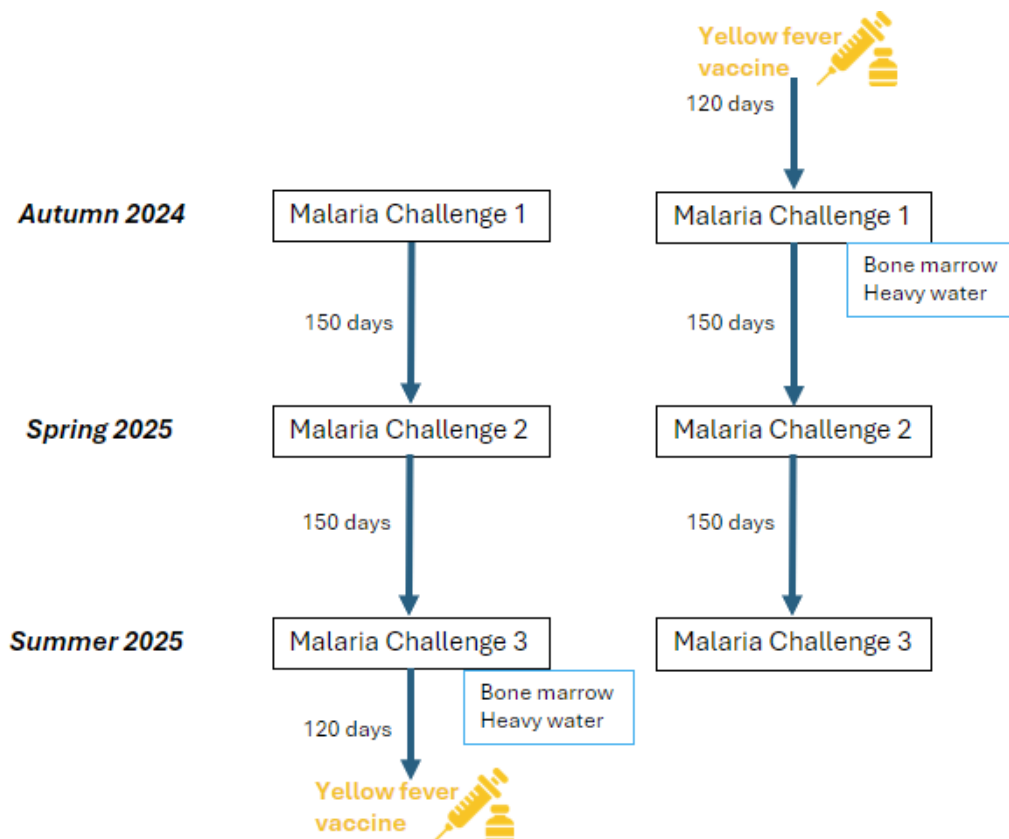 Yellow fever
vaccine
120 days
Autumn 2024
Malaria Challenge 1
Malaria Challenge 1
Bone marrow
Heavy water
150 days
150 days
Spring 2025
Malaria Challenge 2
Malaria Challenge 2
150 days
150 days
Summer 2025
Malaria Challenge 3
Malaria Challenge 3
Bone marrow
Heavy water
120 days
Yellow fever
vaccine